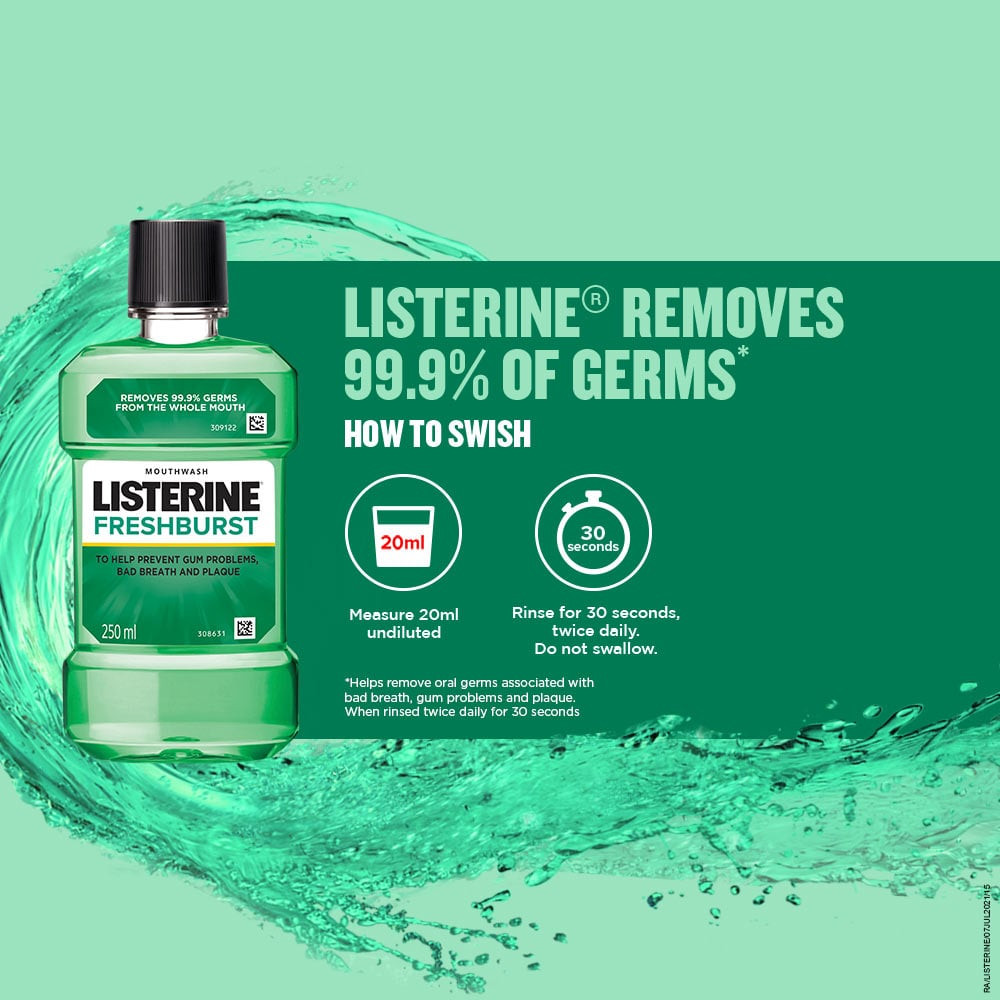 REMOVES 99.9% GERMS
FROM THE WHOLE MOUTH
309122
MOUTHWASH
LISTERINE
FRESHBURST
TO HELP PREVENT GUM PROBLEMS,
BAD BREATH AND PLAQUE
250 ml
308631
LISTERINE® REMOVES
99.9% OF GERMS*
HOW TO SWISH
20ml
Measure 20ml
undiluted
30
seconds
Rinse for 30 seconds,
twice daily.
Do not swallow.
*Helps remove oral germs associated with
bad breath, gum problems and plaque.
When rinsed twice daily for 30 seconds
RA/LISTERINE/07JUL2021/15